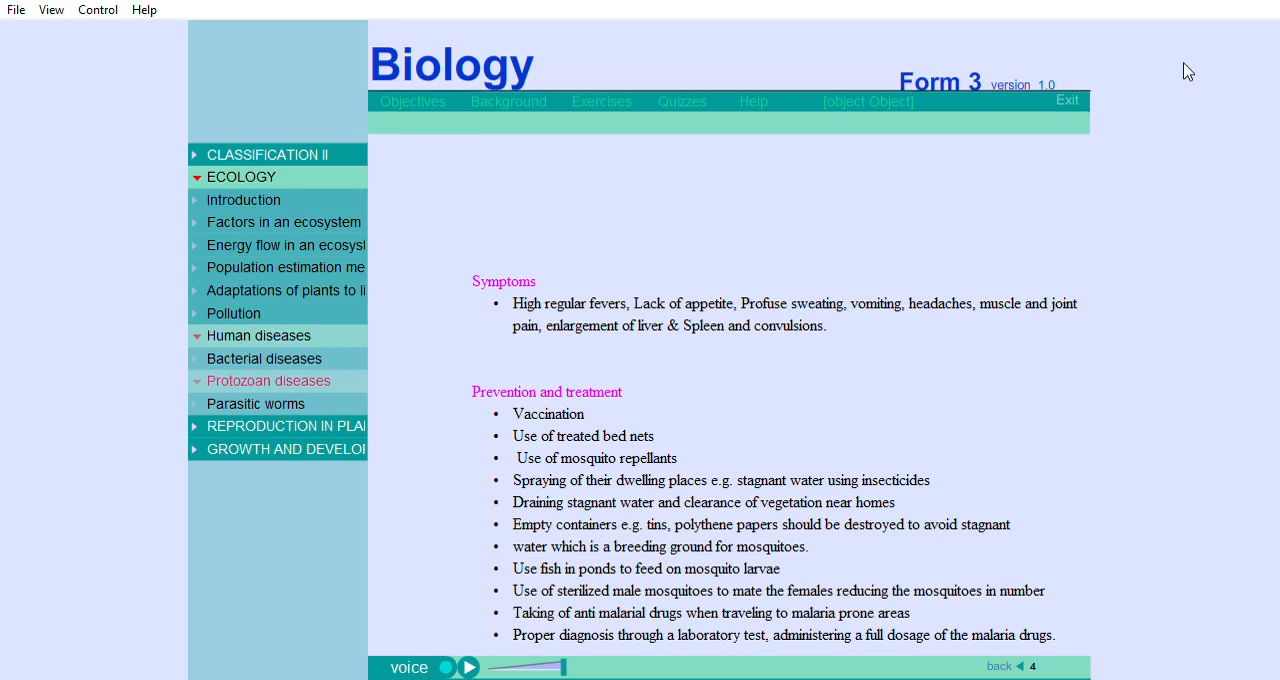 File View Control Help
Biology
Form 3 version 1.0
Objectives Background Exercises Quizzes Help [object Object] Exit
CLASSIFICATION II
ECOLOGY
Introduction
Factors in an ecosystem
Energy flow in an ecosyst
Population estimation me
Adaptations of plants to li
Pollution
Human diseases
Bacterial diseases
Protozoan diseases
Parasitic worms
REPRODUCTION IN PLA
GROWTH AND DEVELO
Symptoms
• High regular fevers, Lack of appetite, Profuse sweating, vomiting, headaches, muscle and joint
pain, enlargement of liver & Spleen and convulsions.
Prevention and treatment
• Vaccination
• Use of treated bed nets
• Use of mosquito repellants
• Spraying of their dwelling places e.g. stagnant water using insecticides
• Draining stagnant water and clearance of vegetation near homes
• Empty containers e.g. tins, polythene papers should be destroyed to avoid stagnant
• water which is a breeding ground for mosquitoes.
• Use fish in ponds to feed on mosquito larvae
• Use of sterilized male mosquitoes to mate the females reducing the mosquitoes in number
• Taking of anti malarial drugs when traveling to malaria prone areas
• Proper diagnosis through a laboratory test, administering a full dosage of the malaria drugs.
voice
back 4